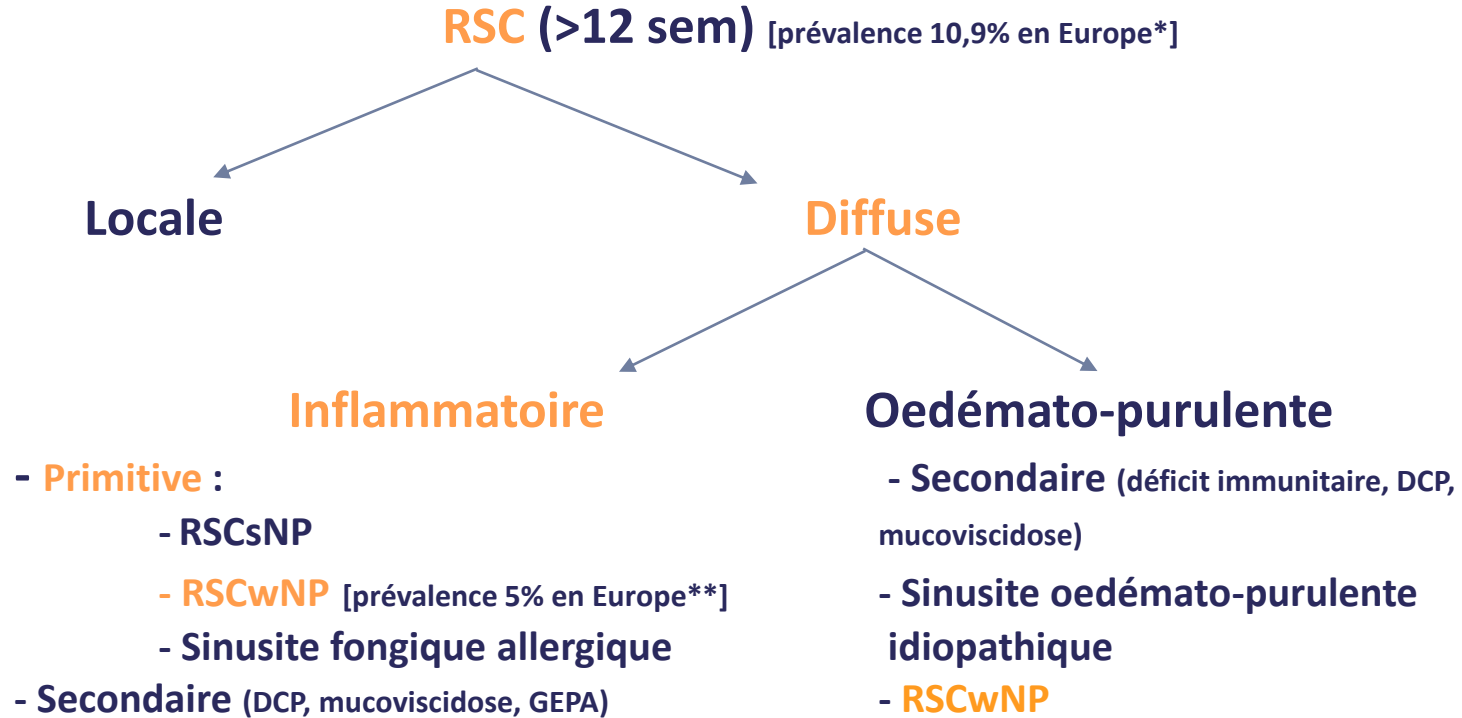 RSC (>12 sem) [prévalence 10,9% en Europe*]
Locale
Diffuse
Inflammatoire
- Primitive :
- RSCsNP
- RSCwNP [prévalence 5% en Europe**]
- Sinusite fongique allergique
- Secondaire (DCP, mucoviscidose, GEPA)
Oedémato-purulente
- Secondaire (déficit immunitaire, DCP,
mucoviscidose)
- Sinusite oedémato-purulente
idiopathique
- RSCwNP